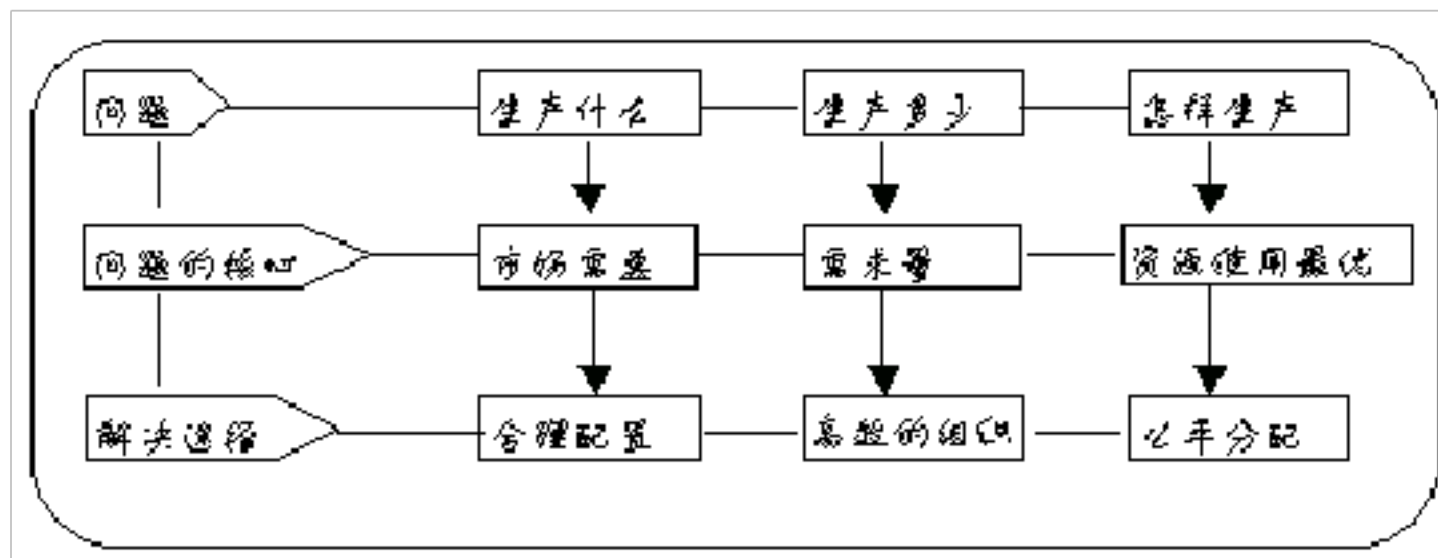 问题
生产什么
生产多少
怎样生产
问题的核心
市场需要
需求量
资源使用最优
解决途径
合理配置
高效的组织
公平分配